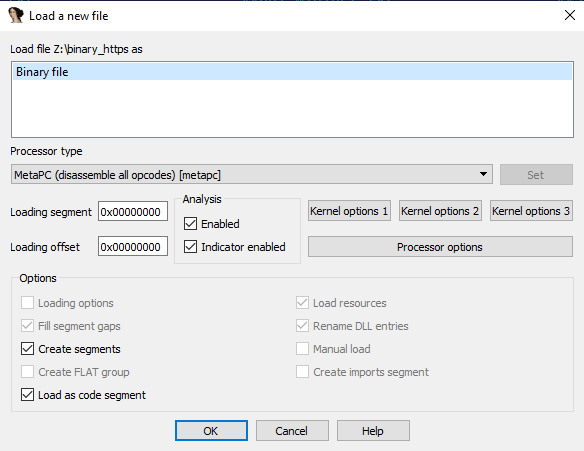 Load a new file
Load file Z:\binary_https as
Binary file
Processor type
MetaPC (disassemble all opcodes) [metapc]
Set
Loading segment 0x00000000
Loading offset 0x00000000
Analysis
Enabled
Indicator enabled
Kernel options 1 Kernel options 2 Kernel options 3
Processor options
Options
Loading options
Fill segment gaps
Create segments
Create FLAT group
Load as code segment
Load resources
Rename DLL entries
Manual load
Create imports segment
OK Cancel Help